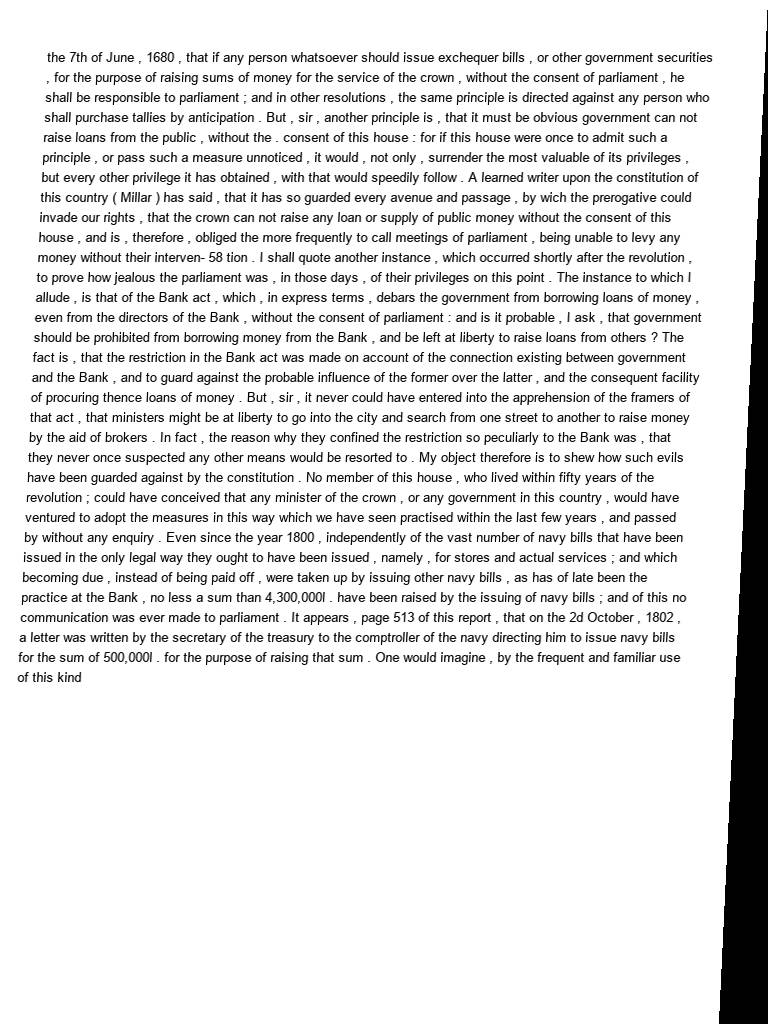 the 7th of June , 1680 , that if any person whatsoever should issue exchequer bills , or other government securities
, for the purpose of raising sums of money for the service of the crown , without the consent of parliament , he
shall be responsible to parliament ; and in other resolutions , the same principle is directed against any person who
shall purchase tallies by anticipation . But , sir , another principle is , that it must be obvious government can not
raise loans from the public , without the . consent of this house : for if this house were once to admit such a
principle , or pass such a measure unnoticed , it would , not only , surrender the most valuable of its privileges ,
but every other privilege it has obtained , with that would speedily follow . A learned writer upon the constitution of
this country ( Millar ) has said , that it has so guarded every avenue and passage , by wich the prerogative could
invade our rights , that the crown can not raise any loan or supply of public money without the consent of this
house , and is , therefore , obliged the more frequently to call meetings of parliament , being unable to levy any
money without their interven- 58 tion . I shall quote another instance , which occurred shortly after the revolution ,
to prove how jealous the parliament was , in those days , of their privileges on this point . The instance to which I
allude , is that of the Bank act , which , in express terms , debars the government from borrowing loans of money ,
even from the directors of the Bank , without the consent of parliament : and is it probable , I ask , that government
should be prohibited from borrowing money from the Bank , and be left at liberty to raise loans from others ? The
fact is , that the restriction in the Bank act was made on account of the connection existing between government
and the Bank , and to guard against the probable influence of the former over the latter , and the consequent facility
of procuring thence loans of money . But , sir , it never could have entered into the apprehension of the framers of
that act , that ministers might be at liberty to go into the city and search from one street to another to raise money
by the aid of brokers . In fact , the reason why they confined the restriction so peculiarly to the Bank was , that
they never once suspected any other means would be resorted to . My object therefore is to shew how such evils
have been guarded against by the constitution . No member of this house , who lived within fifty years of the
revolution ; could have conceived that any minister of the crown , or any government in this country , would have
ventured to adopt the measures in this way which we have seen practised within the last few years , and passed
by without any enquiry . Even since the year 1800 , independently of the vast number of navy bills that have been
issued in the only legal way they ought to have been issued , namely , for stores and actual services ; and which
becoming due , instead of being paid off , were taken up by issuing other navy bills , as has of late been the
practice at the Bank , no less a sum than 4,300,000l . have been raised by the issuing of navy bills ; and of this no
communication was ever made to parliament . It appears , page 513 of this report , that on the 2d October , 1802 ,
a letter was written by the secretary of the treasury to the comptroller of the navy directing him to issue navy bills
for the sum of 500,000l . for the purpose of raising that sum . One would imagine , by the frequent and familiar use
of this kind